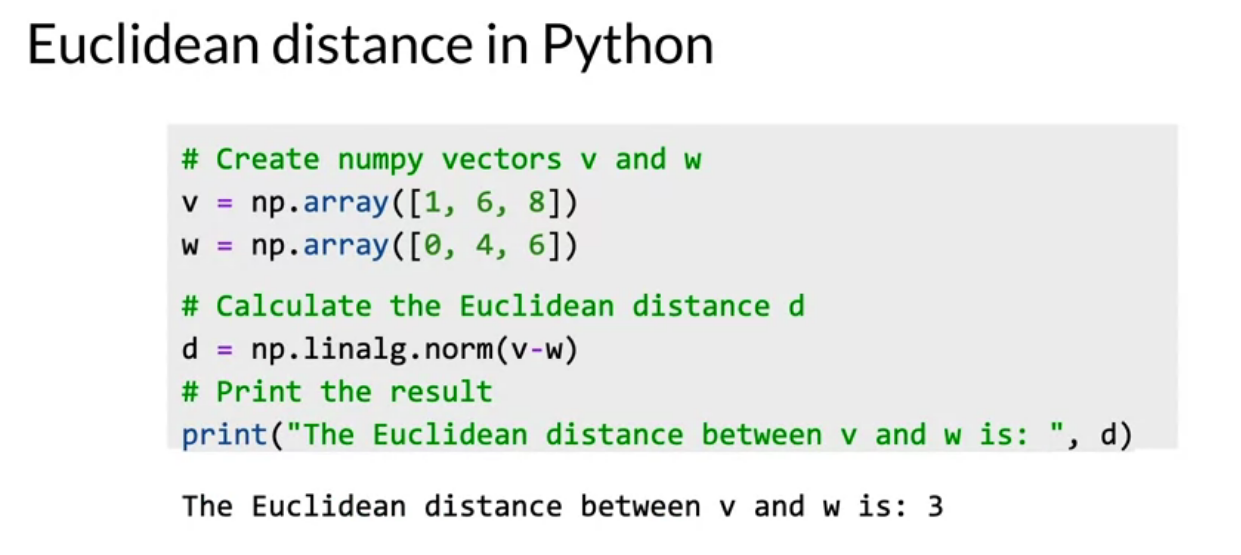 Euclidean distance in Python
# Create numpy vectors v and w
v = np.array([1, 6, 8])
w = np.array([0, 4, 6])
# Calculate the Euclidean distance d
d = np.linalg.norm(v-w)
# Print the result
print("The Euclidean distance between v and w is: ", d)
The Euclidean distance between v and w is: 3